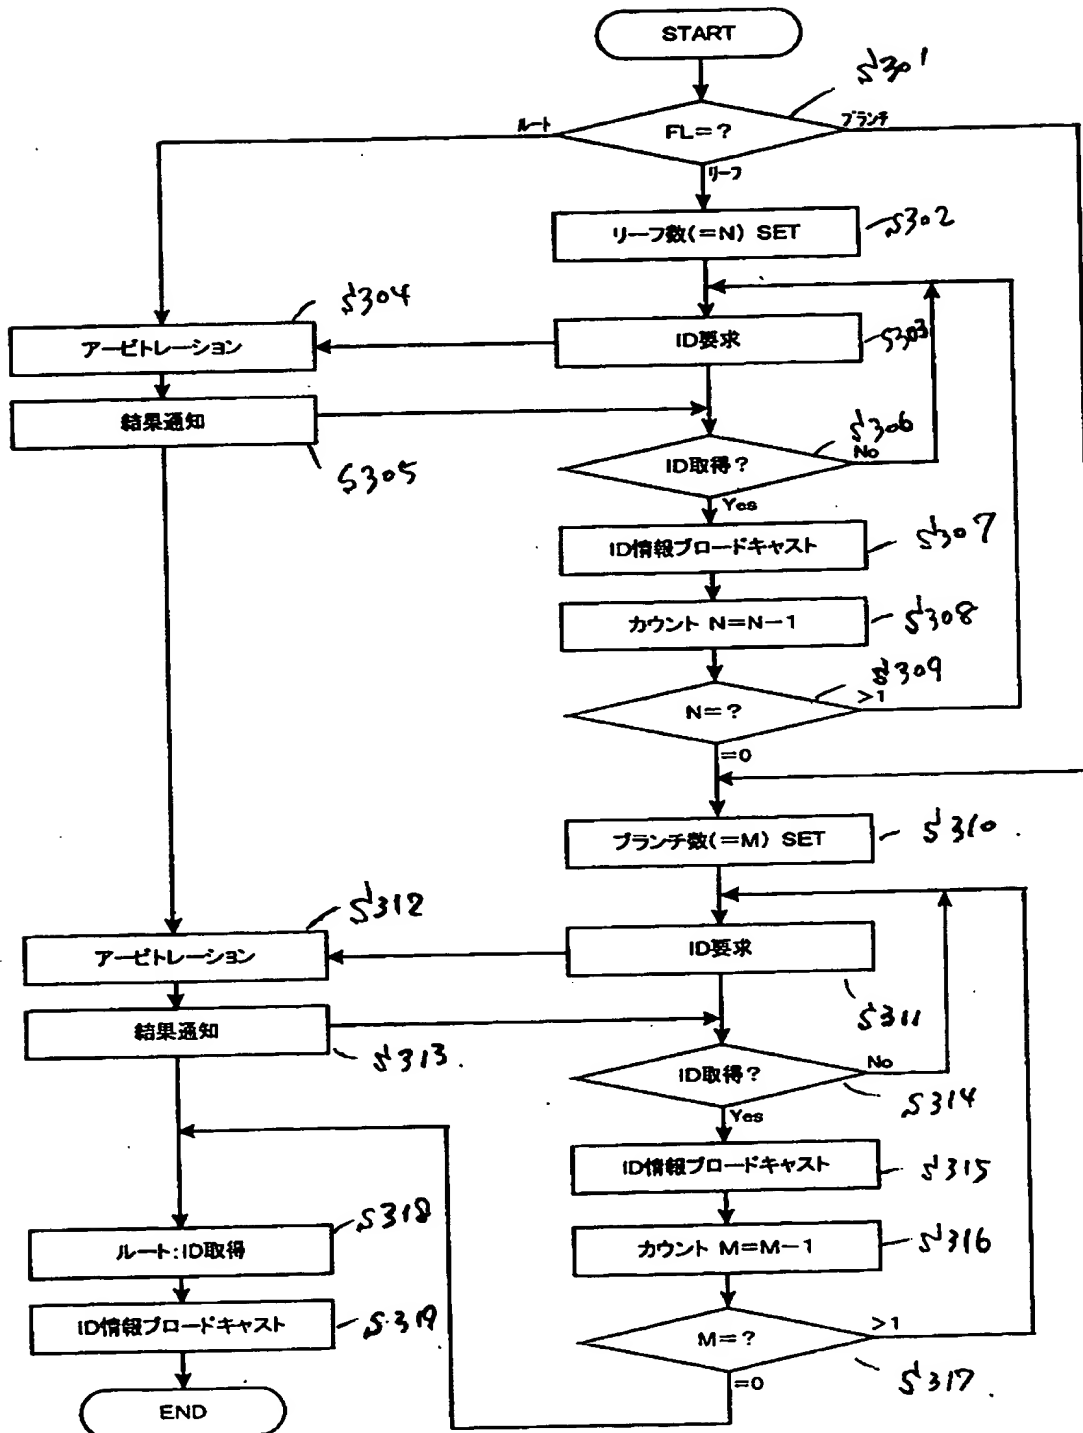 START
S301
FL=?
ルート
ブランチ
リーフ
リーフ数(=N) SET
S302
S304
アービトレーション
ID要求
S303
結果通知
S305
S306
ID取得?
No
Yes
ID情報ブロードキャスト
S307
カウント N=N-1
S308
S309
N=?
>1
=0
ブランチ数(=M) SET
S310
S312
アービトレーション
ID要求
S311
結果通知
S313
ID取得?
No
S314
Yes
ID情報ブロードキャスト
S315
S318
ルート:ID取得
カウント M=M-1
S316
ID情報ブロードキャスト
S319
M=?
>1
S317
=0
END